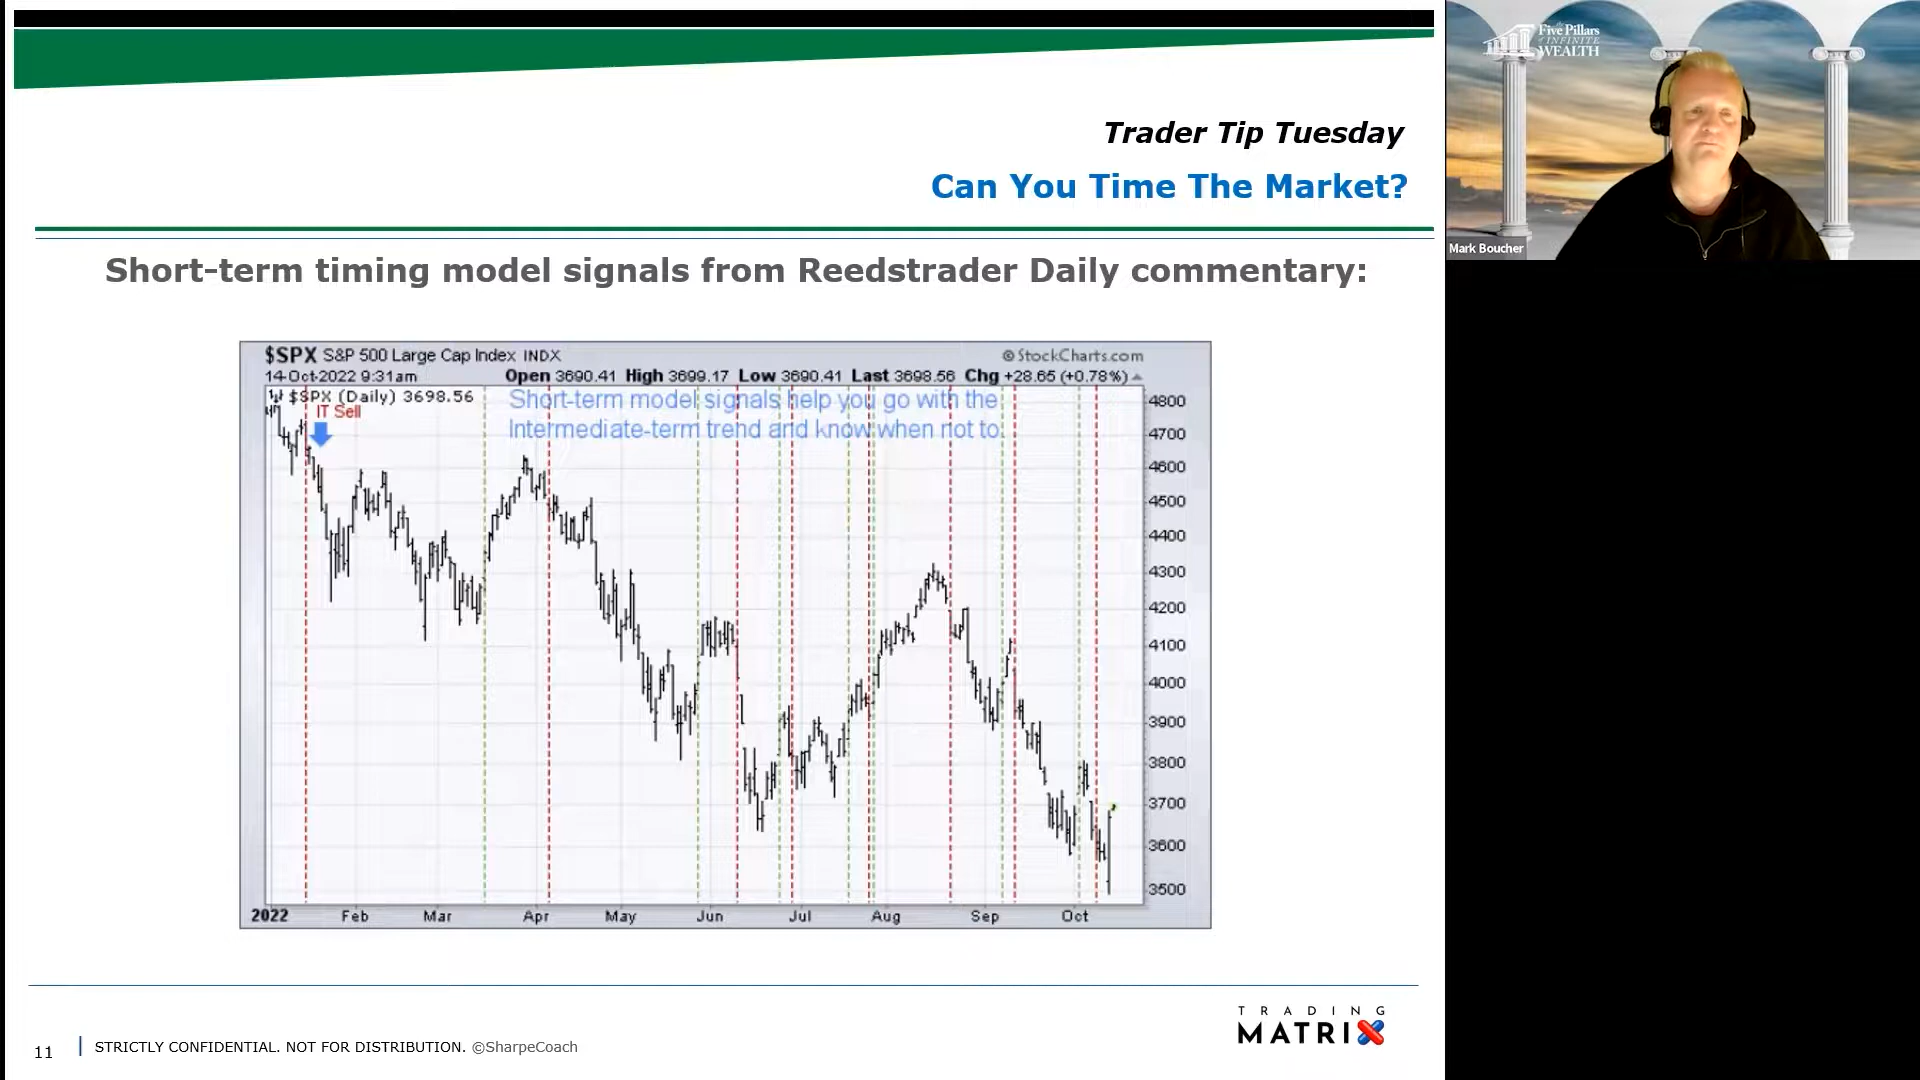 Trader Tip Tuesday
Can You Time The Market?
Short-term timing model signals from Reedstrader Daily commentary:
$SPX S&P 500 Large Cap Index INDX
©StockCharts.com
14-Oct-2022 9:31am
Open 3690.41 High 3699.17 Low 3690.41 Last 3698.56 Chg +28.65 (+0.78%)
$SPX (Daily) 3698.56
IT Sell
Short-term model signals help you go with the
Intermediate-term trend and know when not to.
4800
4700
4600
4500
4400
4300
4200
4100
4000
3900
3800
3700
3600
3500
2022 Feb Mar Apr May Jun Jul Aug Sep Oct
TRADING
MATRIX
11
STRICTLY CONFIDENTIAL. NOT FOR DISTRIBUTION. ©SharpeCoach
Five Pillars
of INFINITE
WEALTH
Mark Boucher